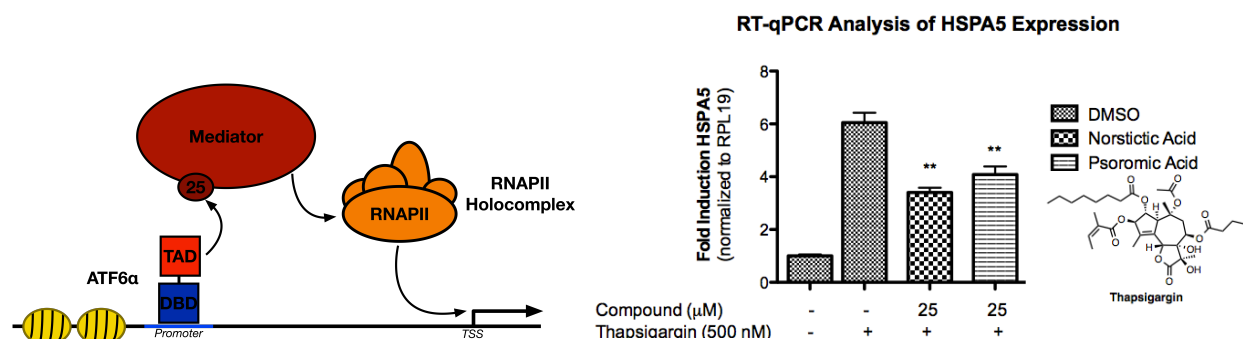 Mediator
25
RNAPII
RNAPII
Holocomplex
TAD
ATF6α
DBD
Promoter
TSS
RT-qPCR Analysis of HSPA5 Expression
Fold Induction HSPA5
(normalized to RPL19)
8
6
4
2
0
**
**
DMSO
Norstictic Acid
Psoromic Acid
Compound (μM) - - 25 25
Thapsigargin (500 nM) - + + +
O
O
O
O
H
O
O
O
O
O
H
OH
O
OH
O
Thapsigargin